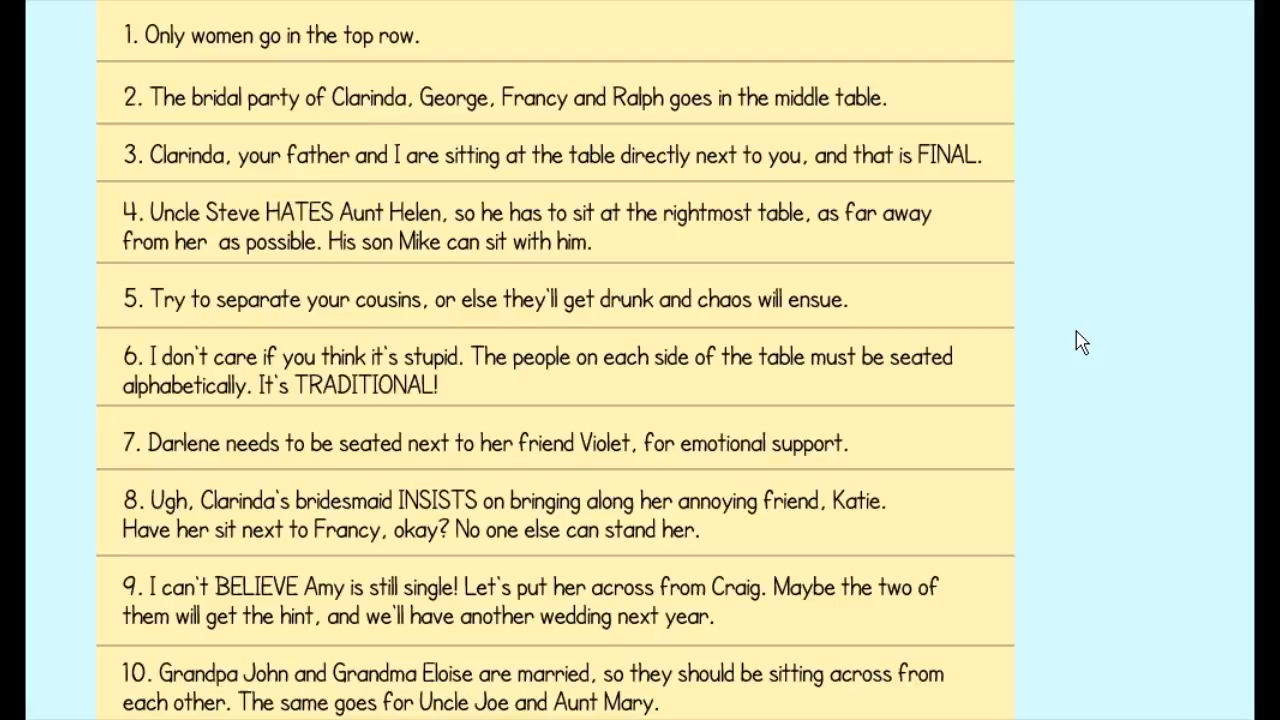 1. Only women go in the top row.
2. The bridal party of Clarinda, George, Francy and Ralph goes in the middle table.
3. Clarinda, your father and I are sitting at the table directly next to you, and that is FINAL.
4. Uncle Steve HATES Aunt Helen, so he has to sit at the rightmost table, as far away
from her as possible. His son Mike can sit with him.
5. Try to separate your cousins, or else they'll get drunk and chaos will ensue.
6. I don't care if you think it's stupid. The people on each side of the table must be seated
alphabetically. It's TRADITIONAL!
7. Darlene needs to be seated next to her friend Violet, for emotional support.
8. Ugh, Clarinda's bridesmaid INSISTS on bringing along her annoying friend, Katie.
Have her sit next to Francy, okay? No one else can stand her.
9. I can't BELIEVE Amy is still single! Let's put her across from Craig. Maybe the two of
them will get the hint, and we'll have another wedding next year.
10. Grandpa John and Grandma Eloise are married, so they should be sitting across from
each other. The same goes for Uncle Joe and Aunt Mary.